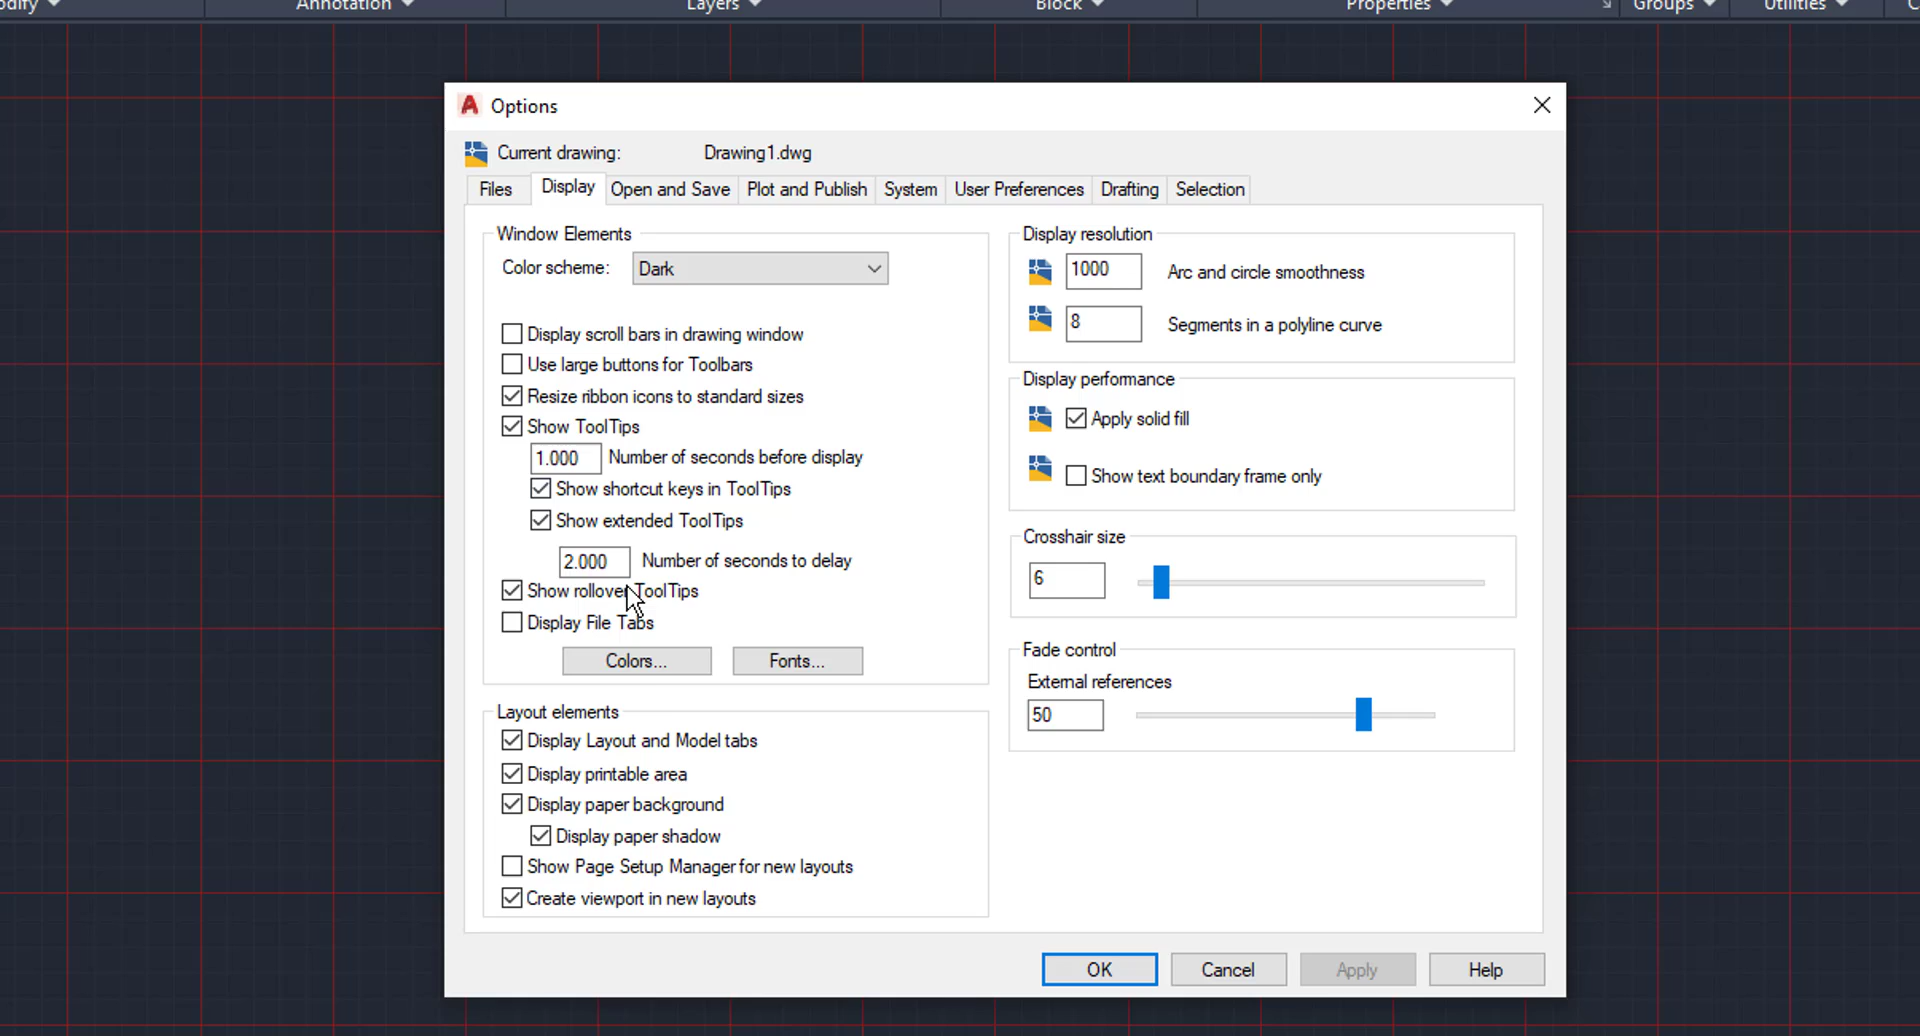 Annotation
Layers
Block
Properties
Groups
Utilities
Options
Current drawing: Drawing1.dwg
Files Display Open and Save Plot and Publish System User Preferences Drafting Selection
Window Elements
Color scheme: Dark
Display scroll bars in drawing window
Use large buttons for Toolbars
Resize ribbon icons to standard sizes
Show ToolTips
1.000 Number of seconds before display
Show shortcut keys in ToolTips
Show extended ToolTips
2.000 Number of seconds to delay
Show rollover ToolTips
Display File Tabs
Colors... Fonts...
Layout elements
Display Layout and Model tabs
Display printable area
Display paper background
Display paper shadow
Show Page Setup Manager for new layouts
Create viewport in new layouts
Display resolution
1000 Arc and circle smoothness
8 Segments in a polyline curve
Display performance
Apply solid fill
Show text boundary frame only
Crosshair size
6
Fade control
External references
50
OK Cancel Apply Help